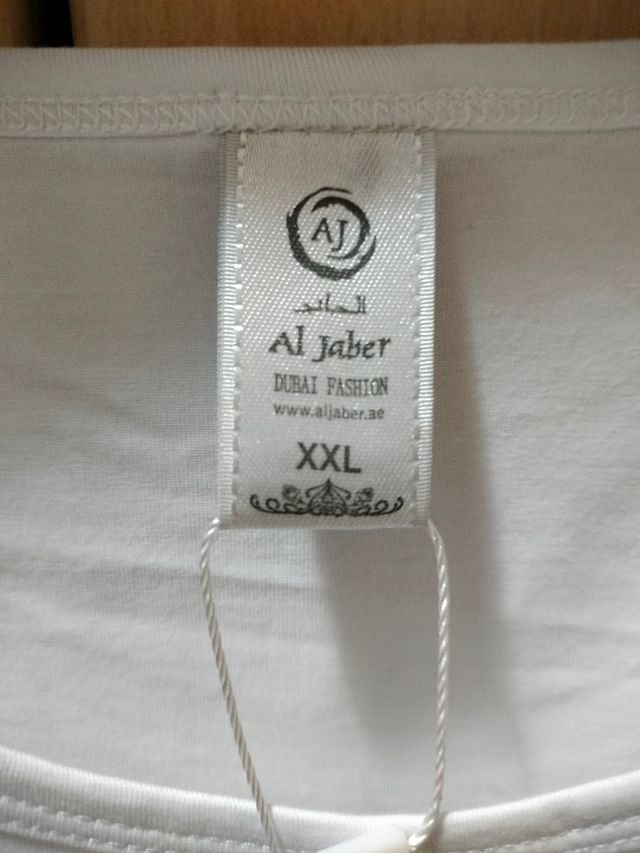 AJ
الجابر
Al Jaber
DUBAI FASHION
www.aljaber.ae
XXL